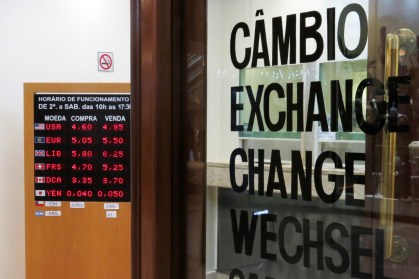 HORÁRIO DE FUNCIONAMENTO
DE 2ª. A SAB. das 10h as 17:30
MOEDA COMPRA VENDA
USA 4,60 4,95
EUR 5,05 5,50
LIB 5,80 6,25
FRS 4,70 5,25
DCA 3,35 3,70
YEN 0,040 0,050
CÂMBIO
EXCHANGE
CHANGE
WECHSEL